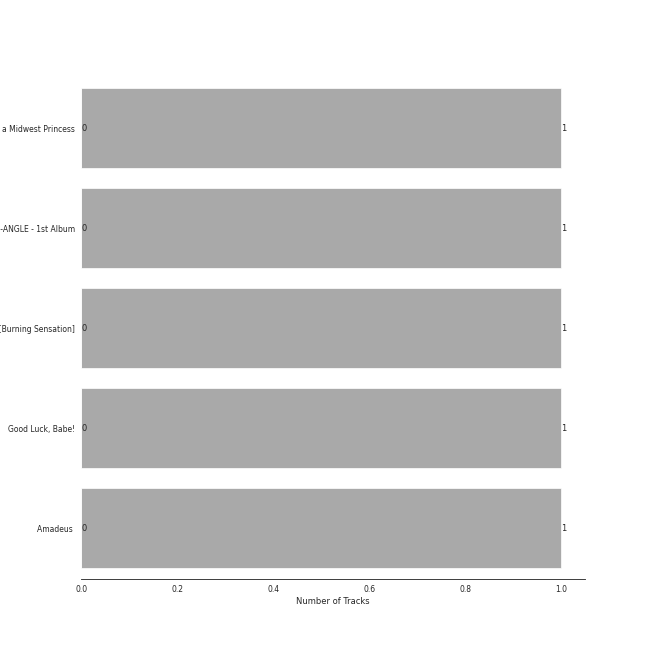 a Midwest Princess 0 1
-ANGLE - 1st Album 0 1
[Burning Sensation] 0 1
Good Luck, Babe! 0 1
Amadeus 0 1
0.0 0.2 0.4 0.6 0.8 1.0
Number of Tracks